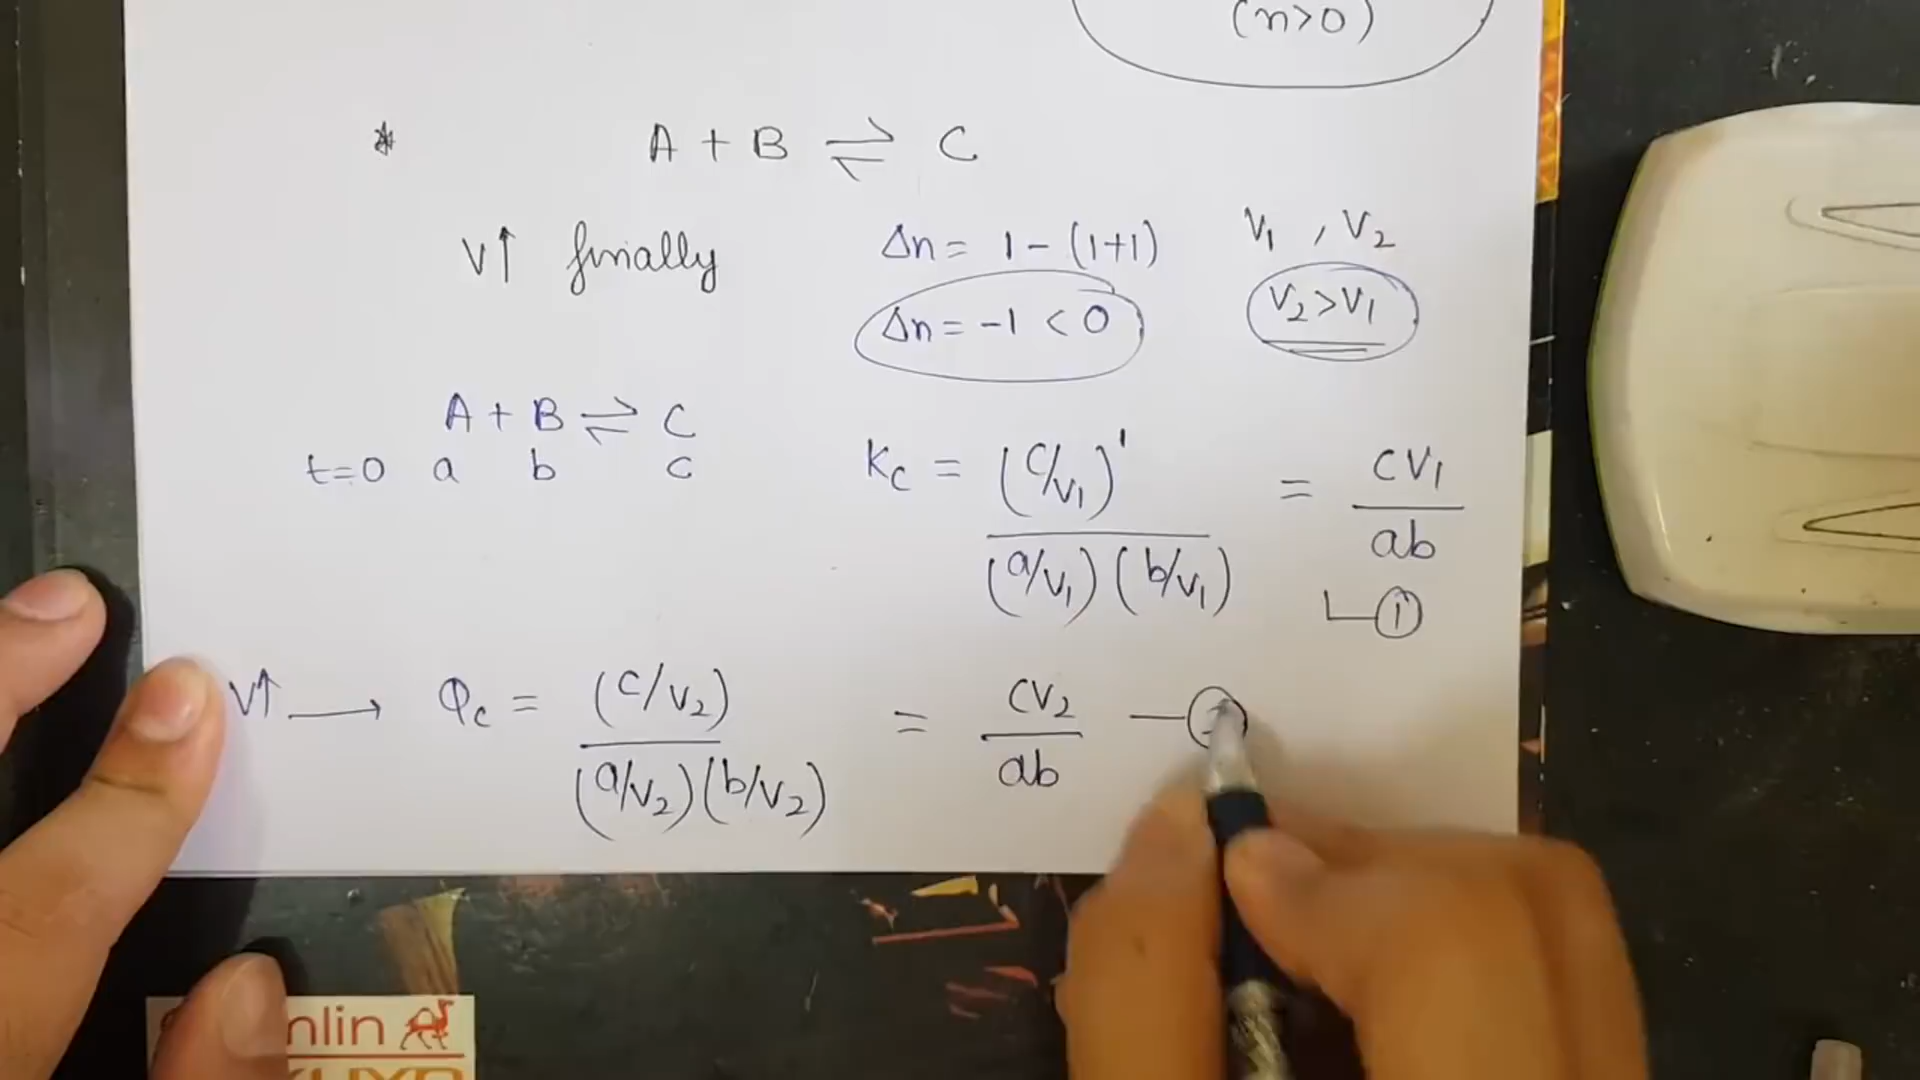 (n>0)
* A + B ⇌ C
V↑ finally Δn = 1 - (1+1) V₁ , V₂
Δn = -1 < 0 V₂>V₁
A + B ⇌ C
t=0 a b c
Kc = (c/V₁)¹ / (a/V₁)(b/V₁) = cV₁ / ab
①
V↑ → Qc = (c/V₂) / (a/V₂)(b/V₂) = cV₂ / ab
mlin